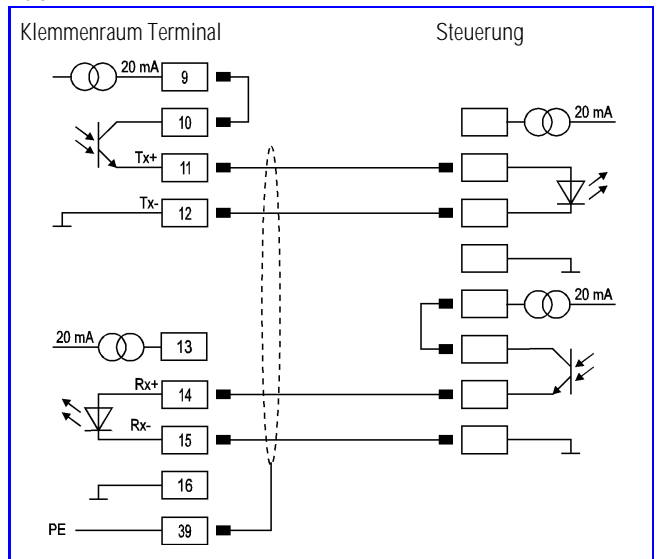 Klemmenraum Terminal
Steuerung
20 mA
9
10
20 mA
Tx+
11
Tx-
12
20 mA
20 mA
13
Rx+
14
Rx-
15
16
PE
39